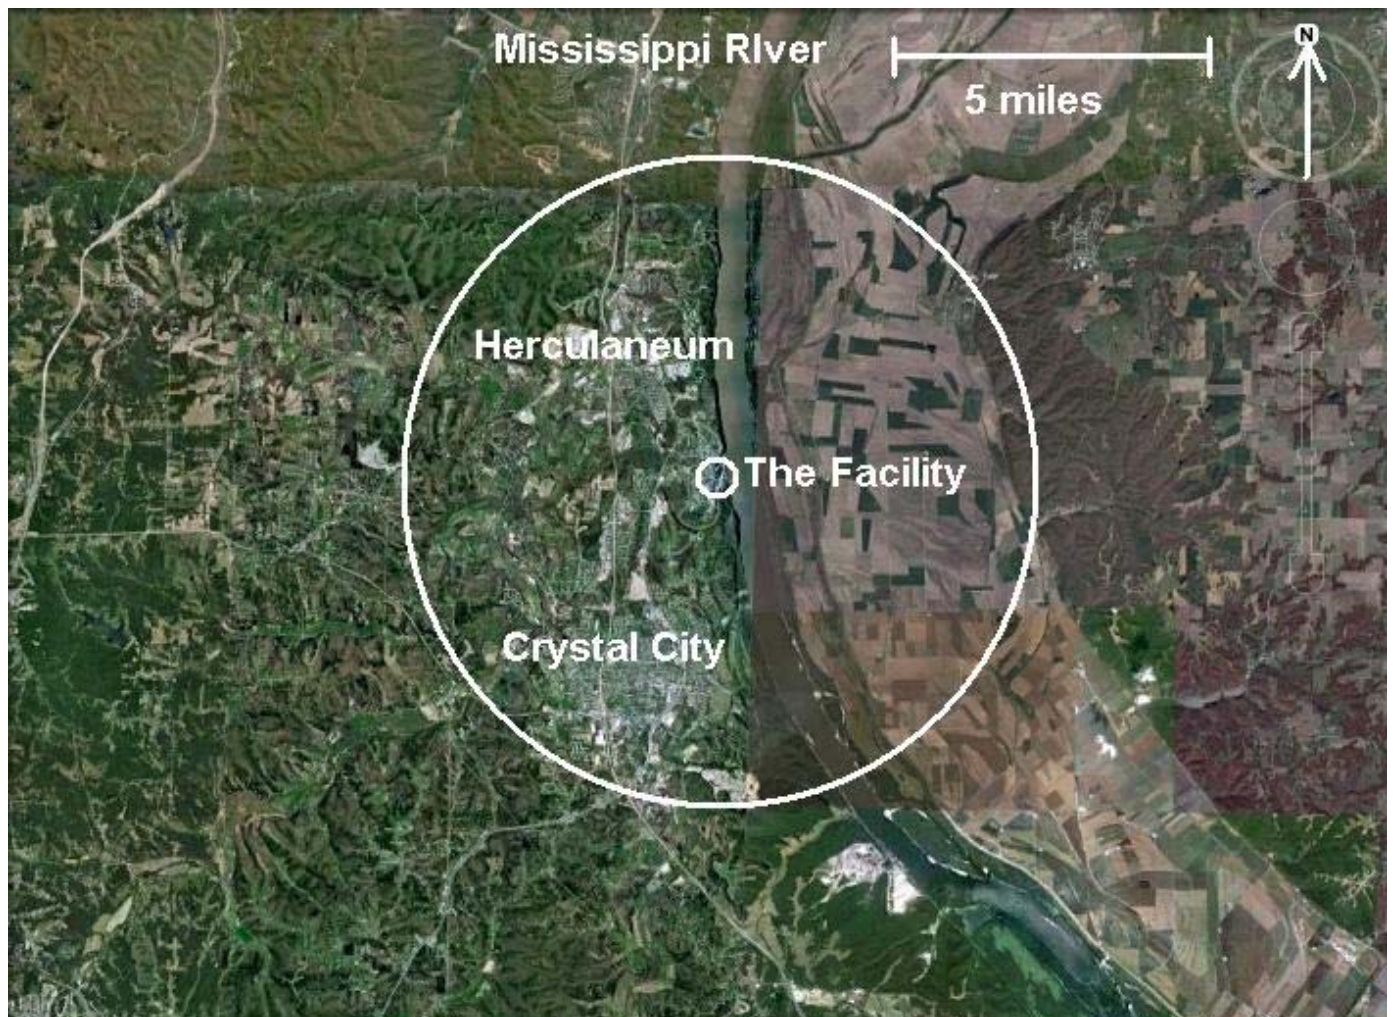 Mississippi RIver
N
5 miles
Herculaneum
The Facility
Crystal City